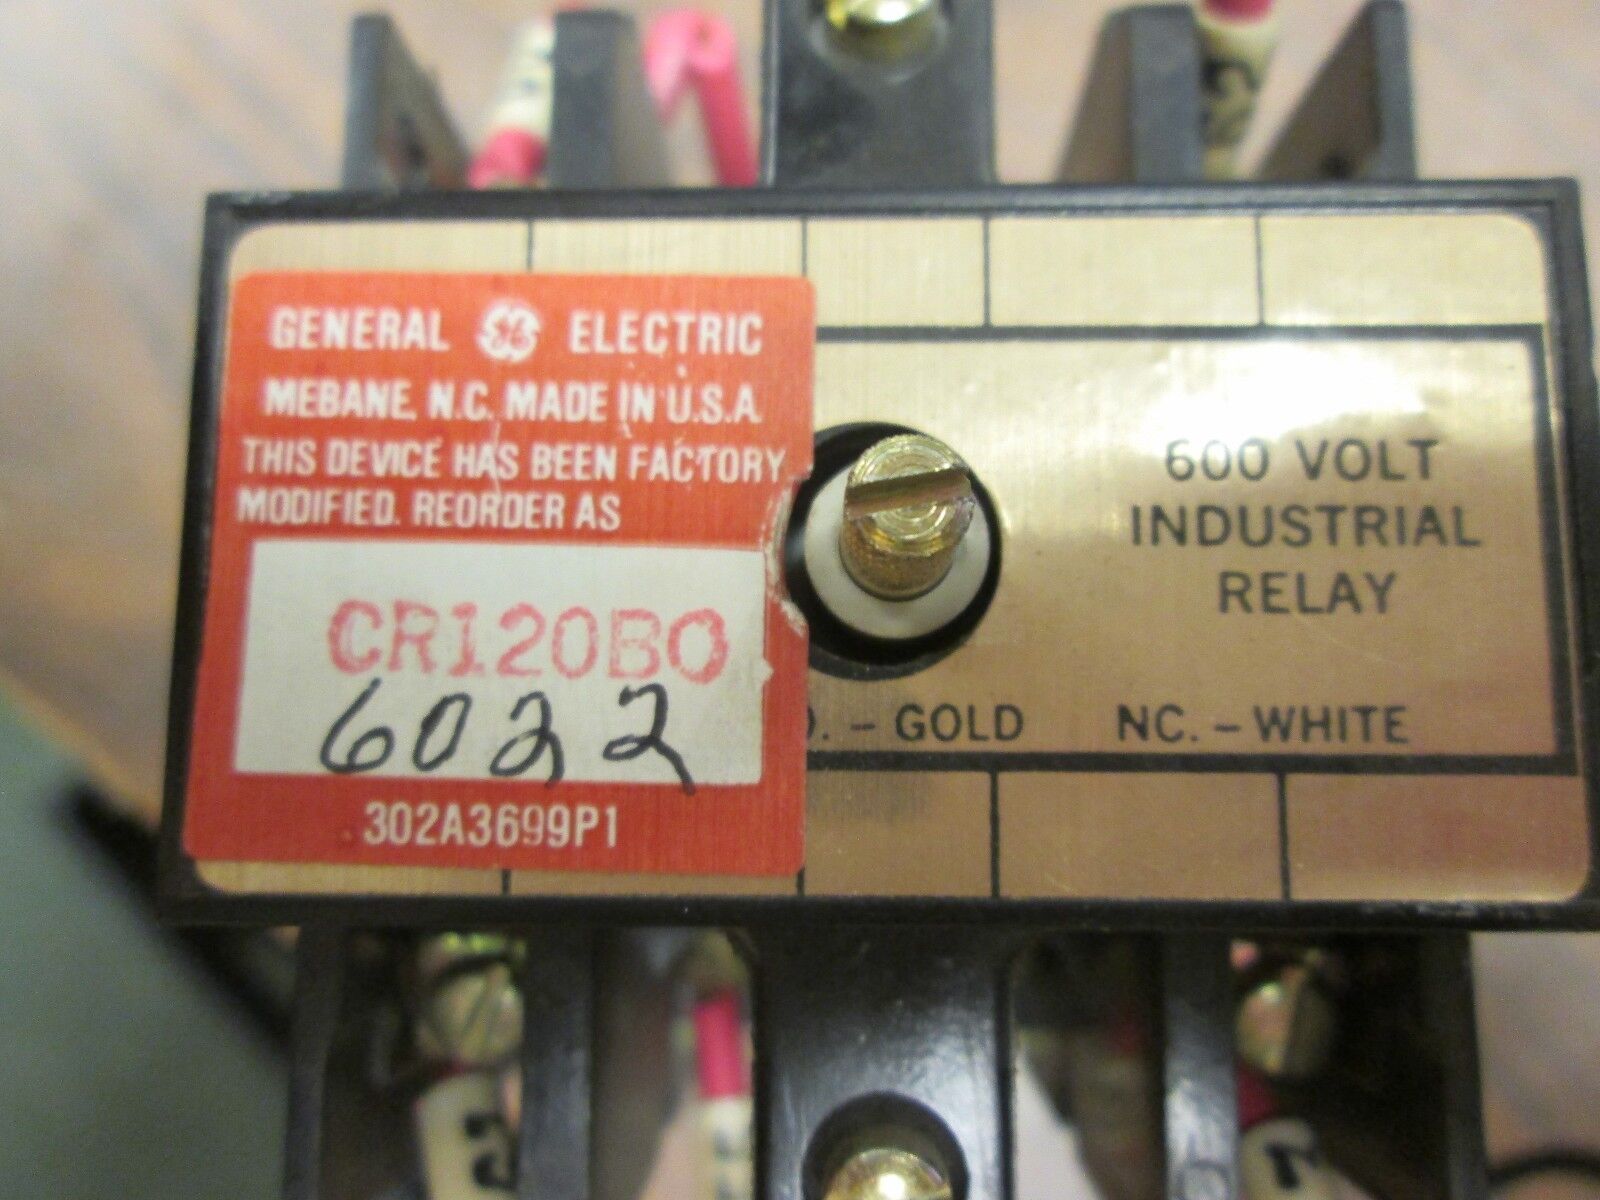 GENERAL GE ELECTRIC
MEBANE, N.C. MADE IN U.S.A.
THIS DEVICE HAS BEEN FACTORY
MODIFIED. REORDER AS
CR120BO
6022
302A3699P1
600 VOLT
INDUSTRIAL
RELAY
. - GOLD NC. - WHITE